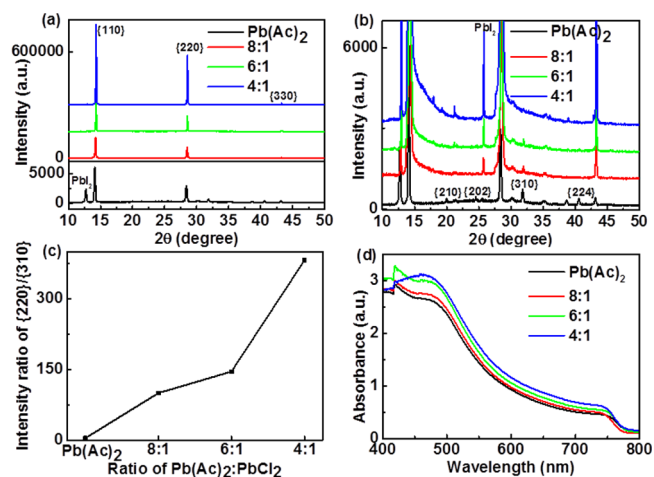 (a)
{110}
{220}
{330}
Pb(Ac)2
8:1
6:1
4:1
600000
0
5000
0
PbI2
Intensity (a.u.)
10 15 20 25 30 35 40 45 50
2θ (degree)
(b)
PbI2
Pb(Ac)2
8:1
6:1
4:1
6000
3000
0
Intensity (a.u.)
{210} {202} {310} {224}
10 15 20 25 30 35 40 45 50
2θ (degree)
(c)
Intensity ratio of {220}/{310}
300
150
0
Pb(Ac)2 8:1 6:1 4:1
Ratio of Pb(Ac)2:PbCl2
(d)
Pb(Ac)2
8:1
6:1
4:1
Absorbance (a.u.)
3
2
1
0
400 500 600 700 800
Wavelength (nm)